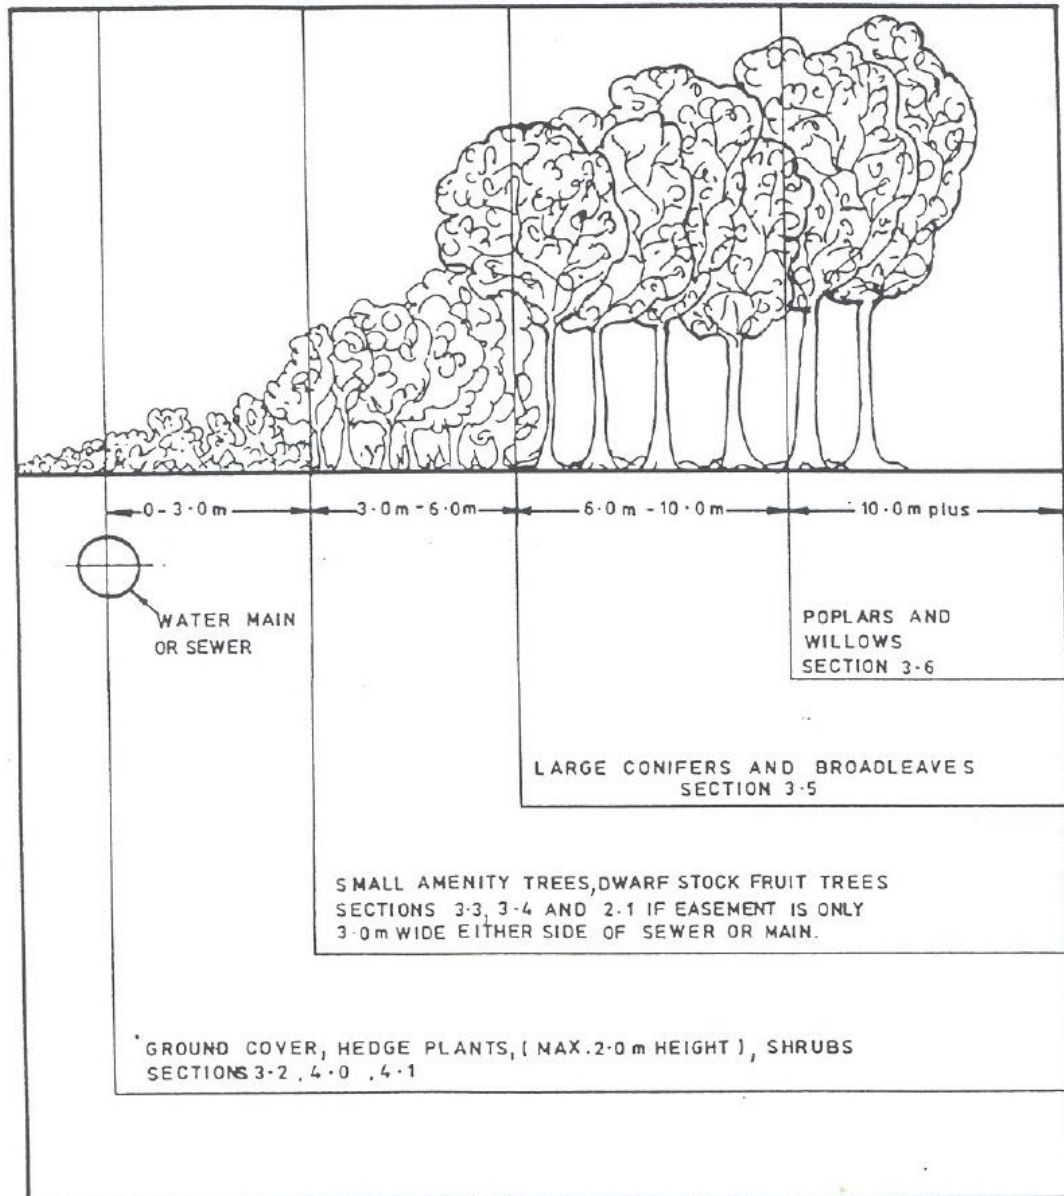 0-3·0m
3·0m-6·0m
6·0m-10·0m
10·0m plus
WATER MAIN
OR SEWER
POPLARS AND
WILLOWS
SECTION 3·6
LARGE CONIFERS AND BROADLEAVES
SECTION 3·5
SMALL AMENITY TREES, DWARF STOCK FRUIT TREES
SECTIONS 3·3, 3·4 AND 2·1 IF EASEMENT IS ONLY
3·0m WIDE EITHER SIDE OF SEWER OR MAIN.
GROUND COVER, HEDGE PLANTS, (MAX. 2·0m HEIGHT), SHRUBS
SECTIONS 3·2, 4·0, 4·1